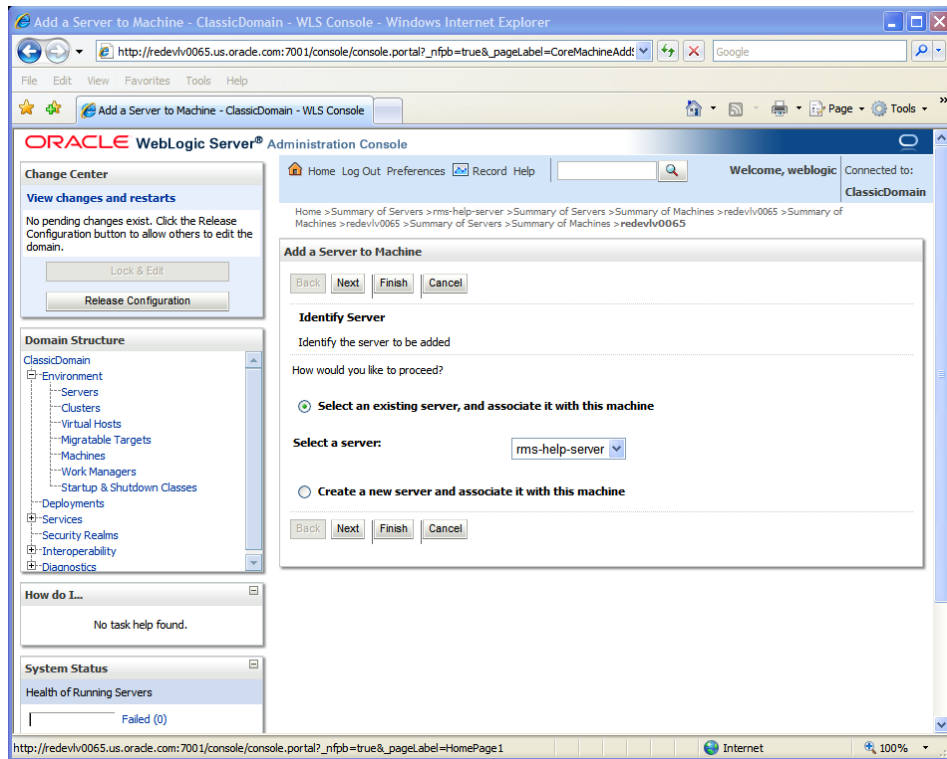 Add a Server to Machine - ClassicDomain - WLS Console - Windows Internet Explorer
http://redevlv0065.us.oracle.com:7001/console/console.portal?_nfpb=true&_pageLabel=CoreMachineAddS
Google
File Edit View Favorites Tools Help
Add a Server to Machine - ClassicDomain - WLS Console
Page Tools »
ORACLE WebLogic Server® Administration Console
Change Center
View changes and restarts
No pending changes exist. Click the Release
Configuration button to allow others to edit the
domain.
Lock & Edit
Release Configuration
Domain Structure
ClassicDomain
Environment
Servers
Clusters
Virtual Hosts
Migratable Targets
Machines
Work Managers
Startup & Shutdown Classes
Deployments
Services
Security Realms
Interoperability
Diagnostics
How do I...
No task help found.
System Status
Health of Running Servers
Failed (0)
Home Log Out Preferences Record Help
Welcome, weblogic
Connected to:
ClassicDomain
Home >Summary of Servers >rms-help-server >Summary of Servers >Summary of Machines >redevlv0065 >Summary of
Machines >redevlv0065 >Summary of Servers >Summary of Machines >redevlv0065
Add a Server to Machine
Back Next Finish Cancel
Identify Server
Identify the server to be added
How would you like to proceed?
Select an existing server, and associate it with this machine
Select a server:
rms-help-server
Create a new server and associate it with this machine
Back Next Finish Cancel
http://redevlv0065.us.oracle.com:7001/console/console.portal?_nfpb=true&_pageLabel=HomePage1
Internet
100%